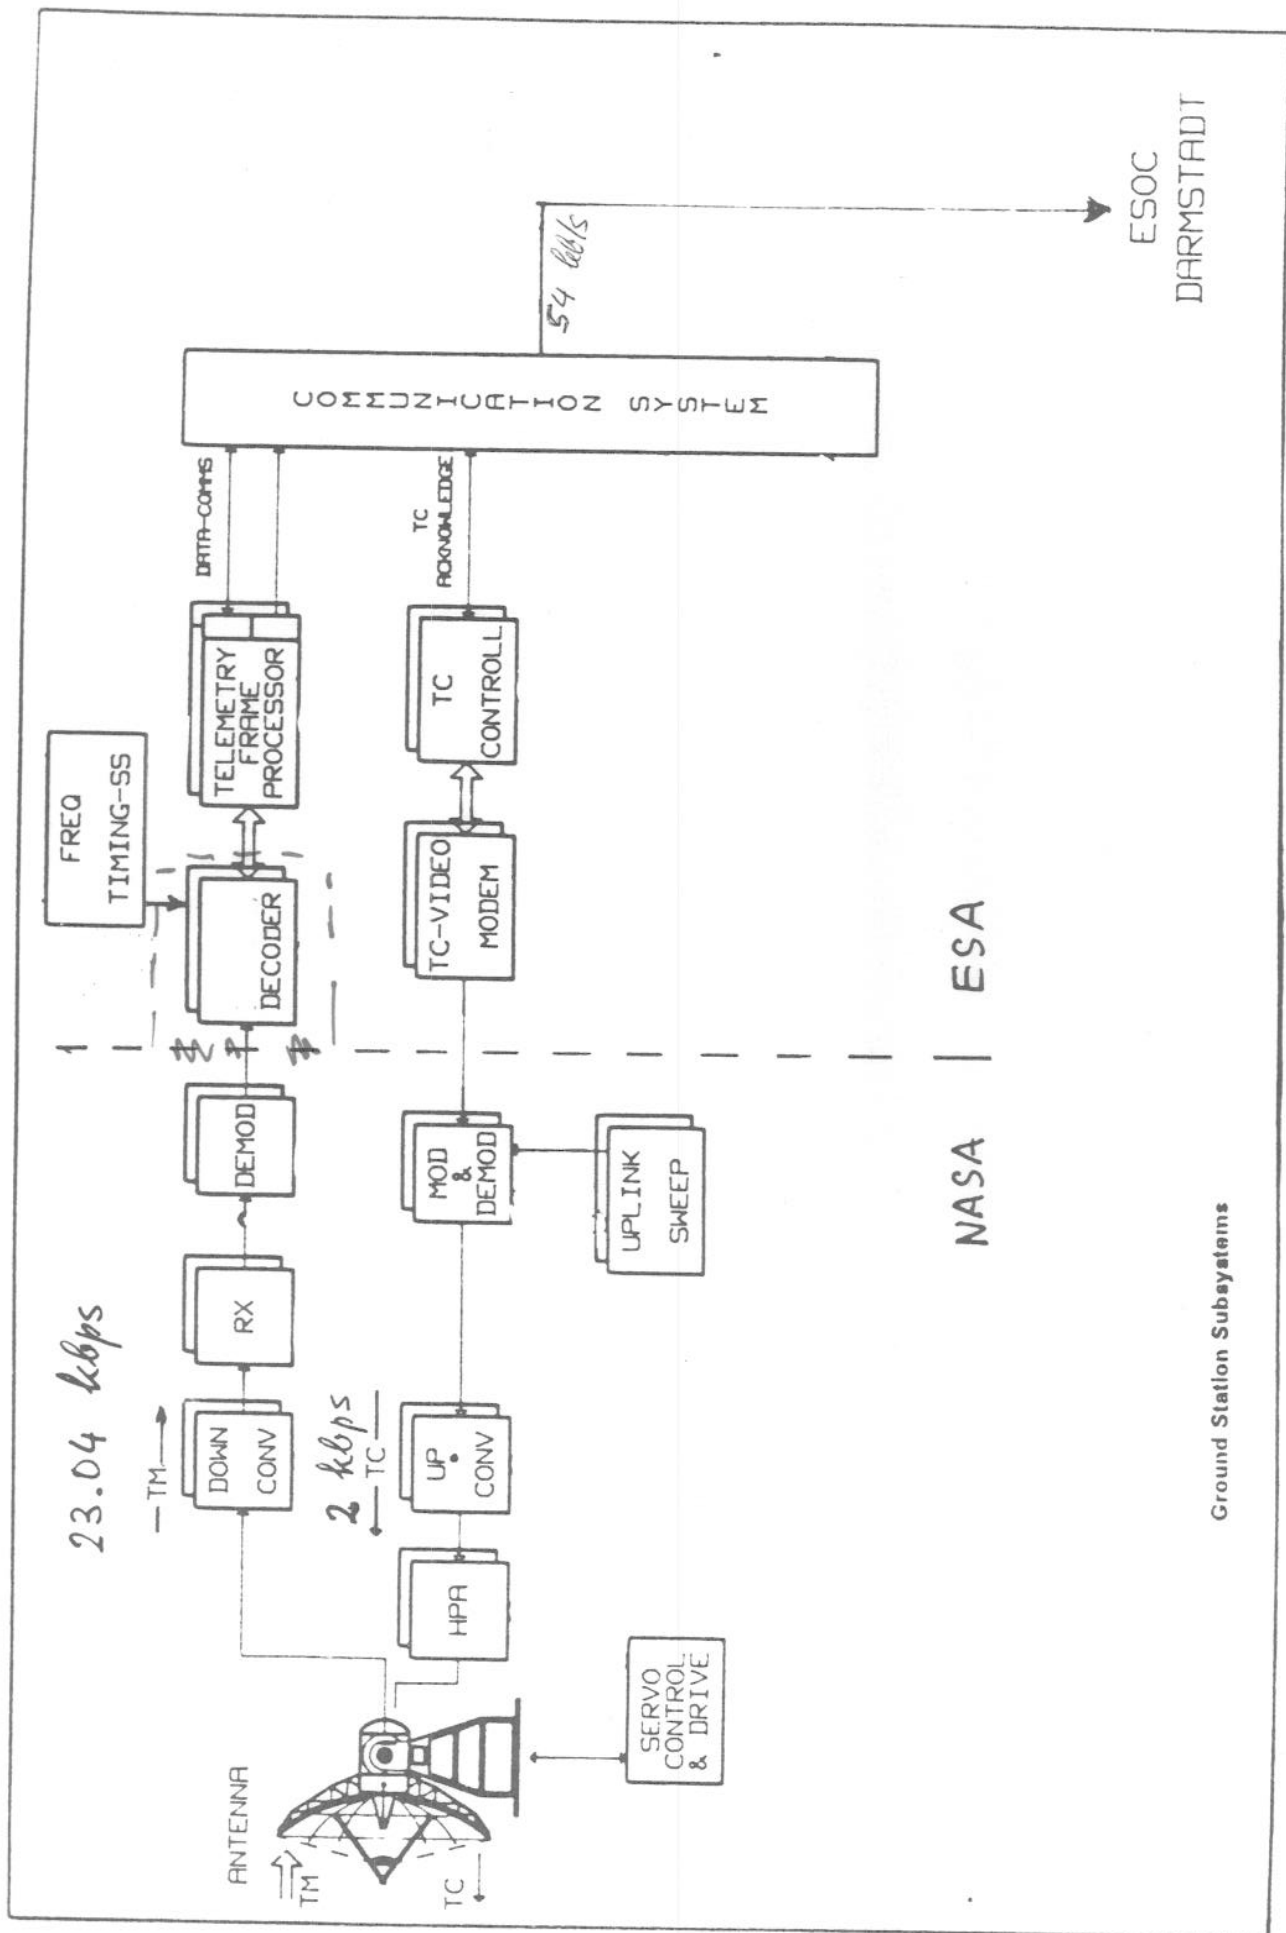 23.04 kbps
FREQ
TIMING-SS
TM
DOWN
CONV
RX
DEMOD
DECODER
TELEMETRY
FRAME
PROCESSOR
DATA-COMMS
ANTENNA
TM
TC
2 kbps
TC
HPA
UP
CONV
MOD
&
DEMOD
TC-VIDEO
MODEM
TC
CONTROLL
TC
ACKNOWLEDGE
COMMUNICATION SYSTEM
54
SERVO
CONTROL
& DRIVE
UPLINK
SWEEP
NASA
ESA
ESOC
DARMSTADT
Ground Station Subsystems